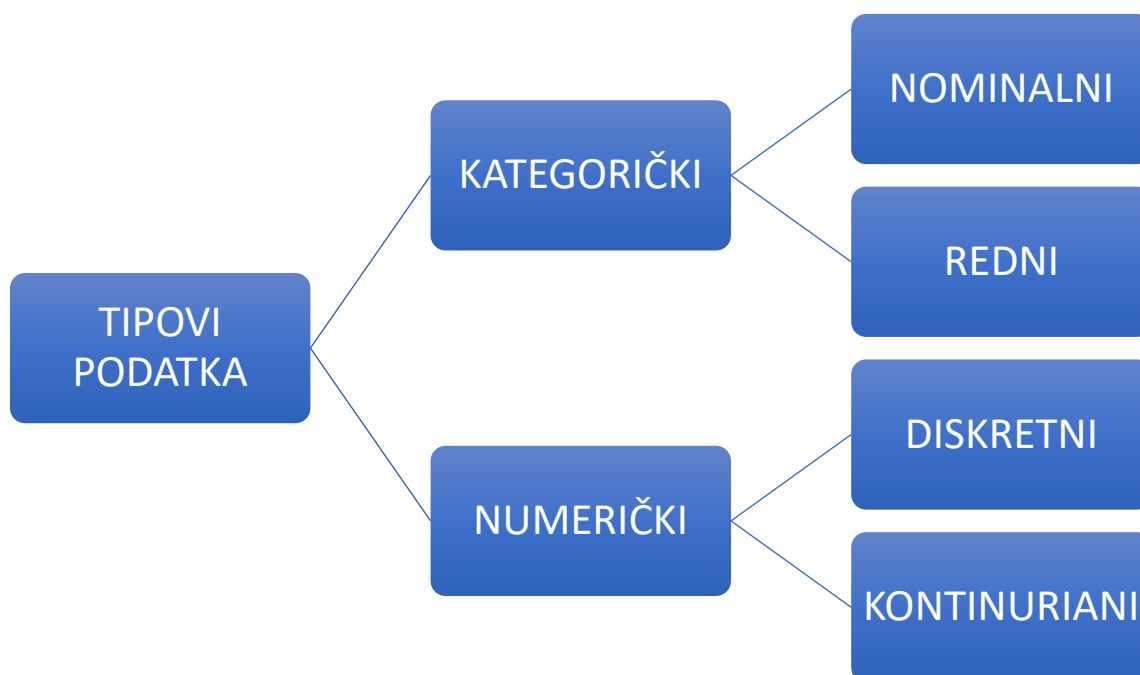 TIPOVI
PODATKA
KATEGORIČKI
NOMINALNI
REDNI
NUMERIČKI
DISKRETNI
KONTINURIANI